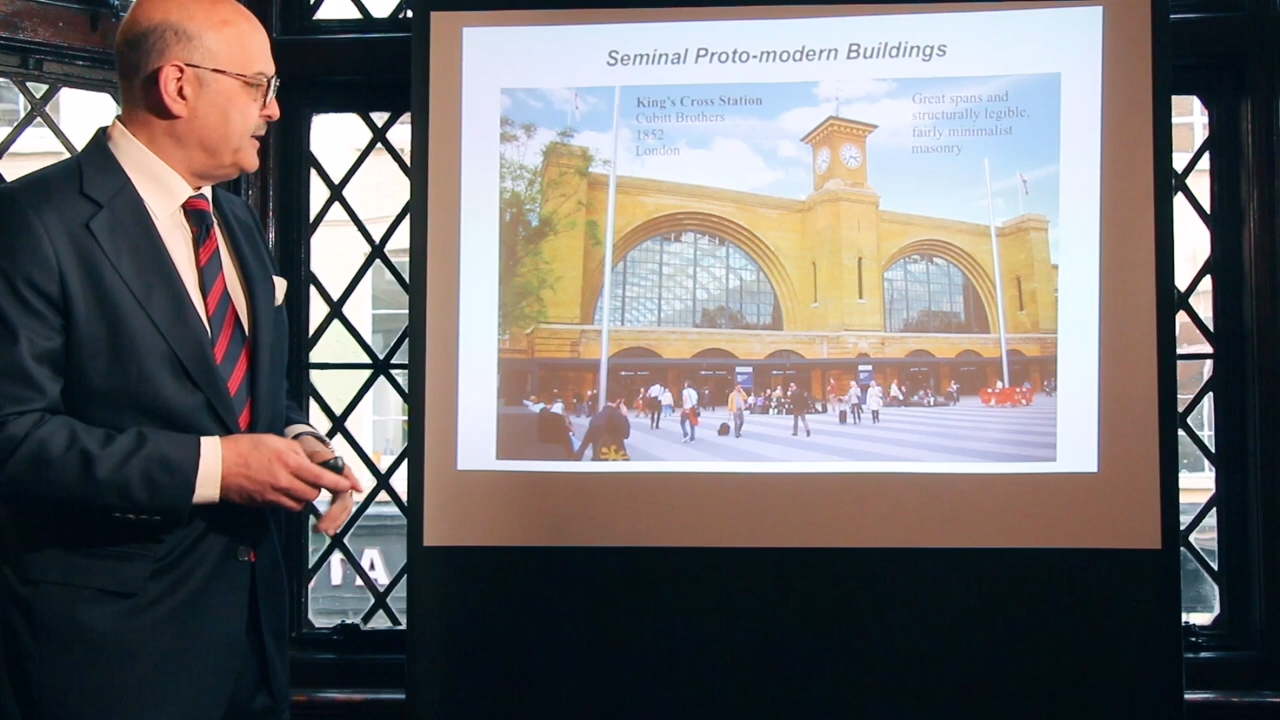 Seminal Proto-modern Buildings
King's Cross Station
Cubitt Brothers
1852
London
Great spans and
structurally legible,
fairly minimalist
masonry
TA